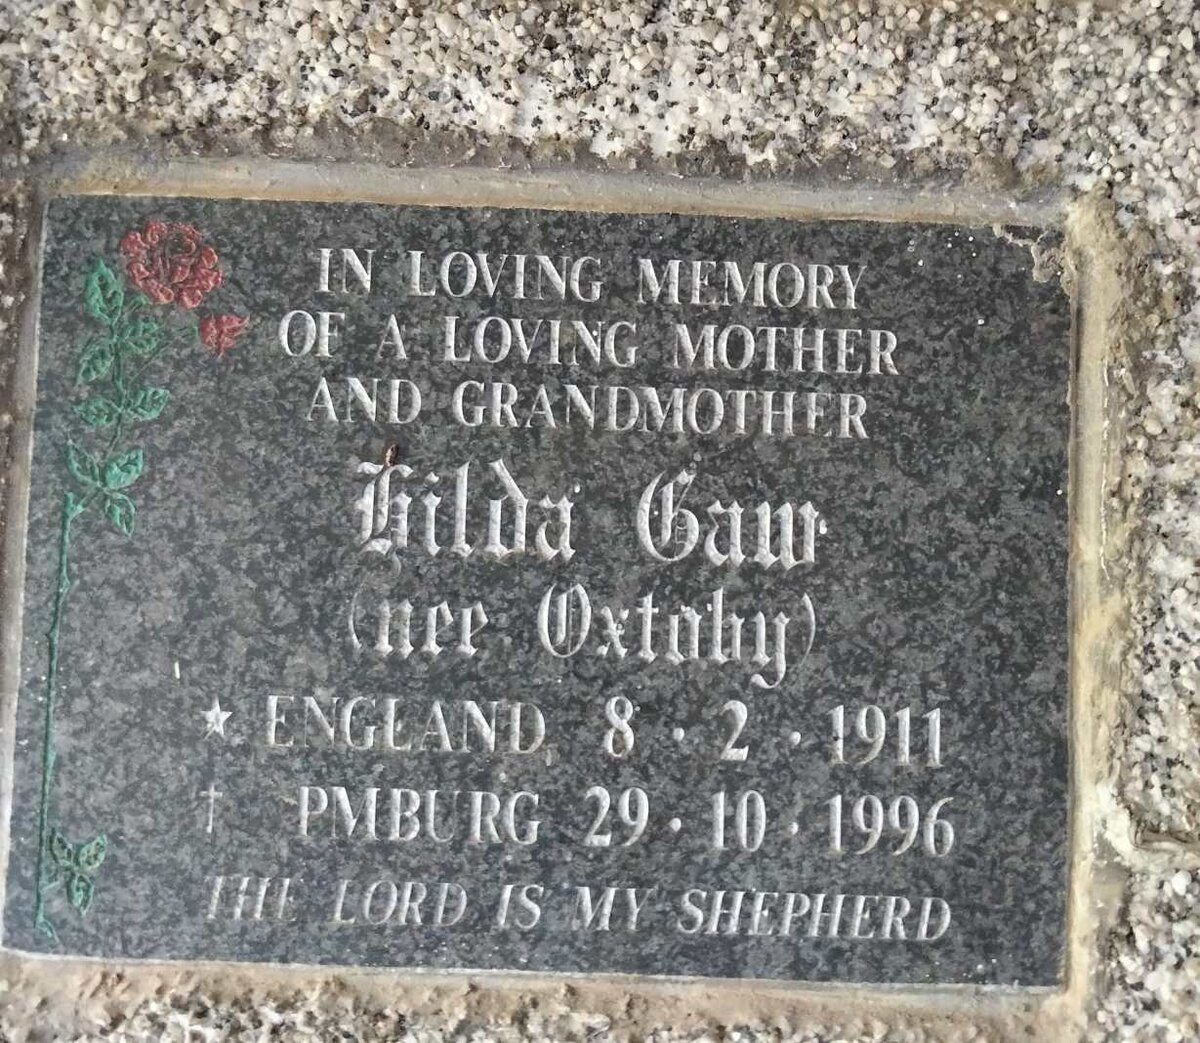 IN LOVING MEMORY
OF A LOVING MOTHER
AND GRANDMOTHER
Hilda Gaw
(nee Oxtoby)
★ ENGLAND 8 · 2 · 1911
† PMBURG 29 · 10 · 1996
THE LORD IS MY SHEPHERD